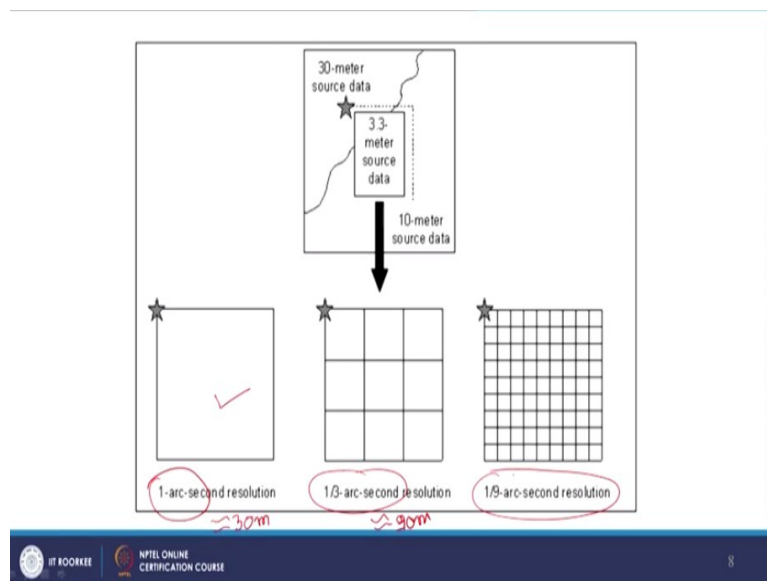 30-meter
source data
3.3-
meter
source
data
10-meter
source data
1-arc-second resolution
1/3-arc-second resolution
1/9-arc-second resolution
≈30m
≈90m
IIT ROORKEE
NPTEL ONLINE
CERTIFICATION COURSE
8